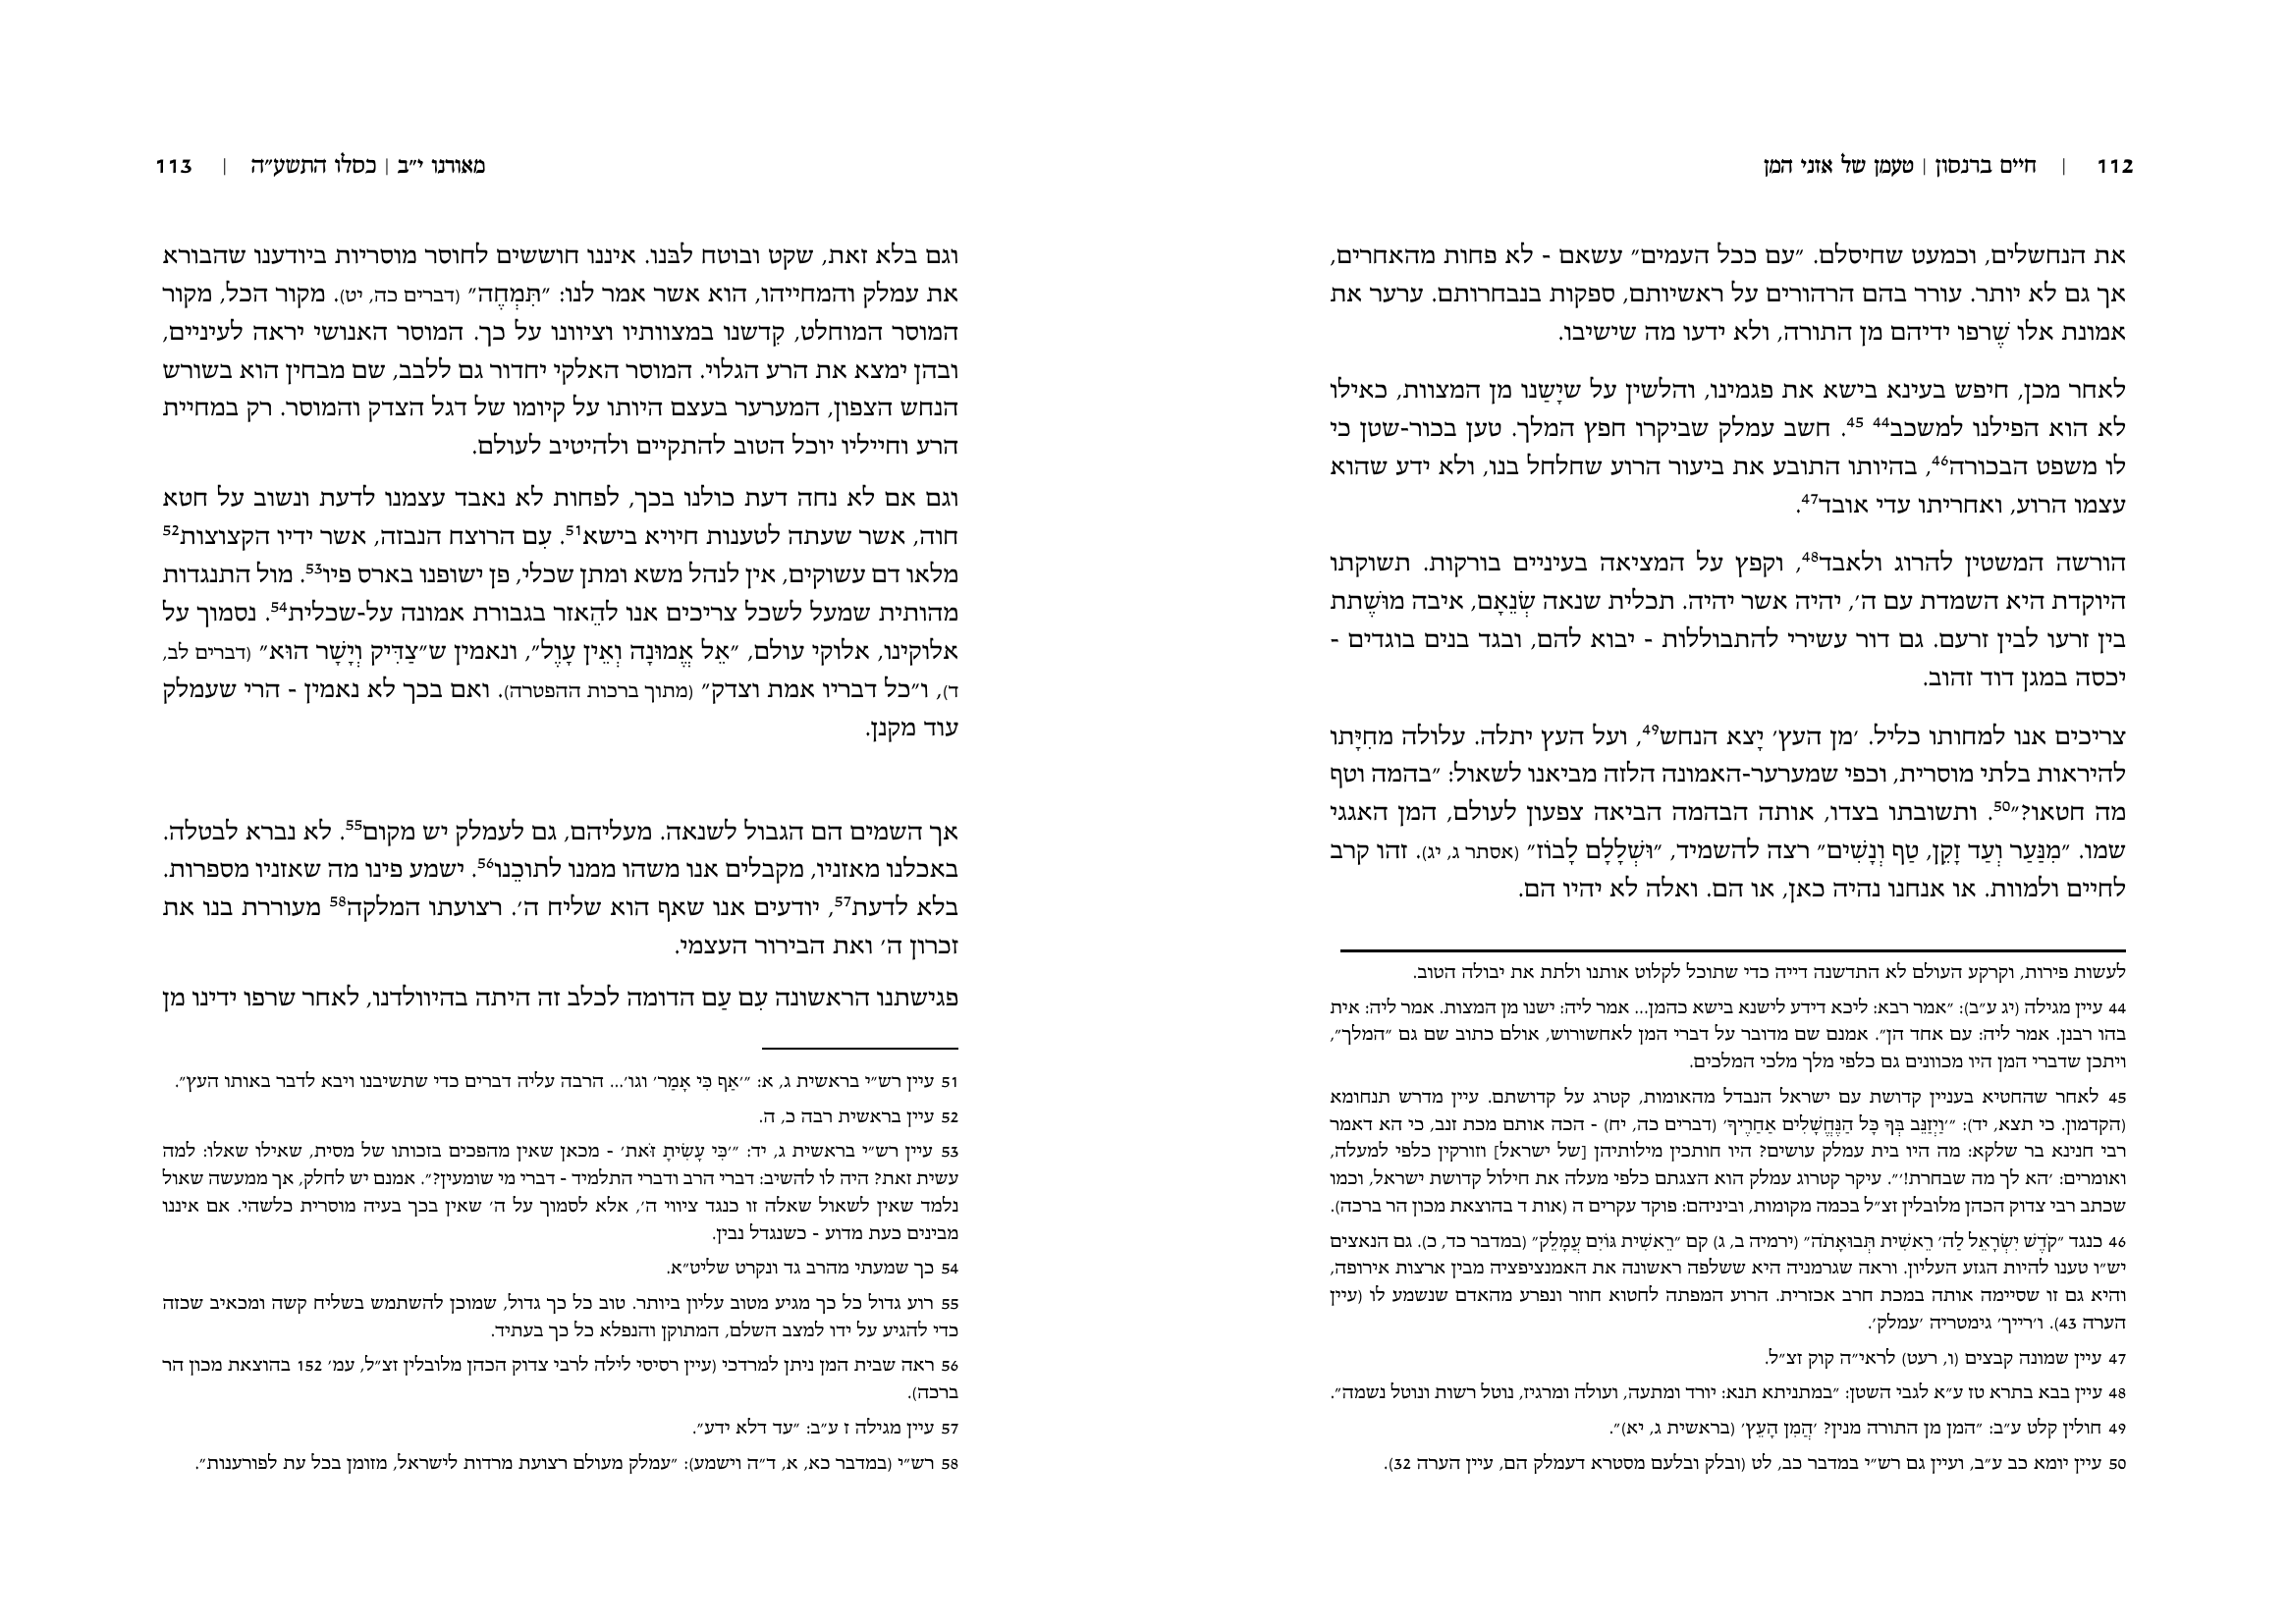 112 | חיים ברנסון | טעמן של אזני המן
את הנחשלים, וכמעט שחיסלם. ״עם ככל העמים״ עשאם - לא פחות מהאחרים,
אך גם לא יותר. עורר בהם הרהורים על ראשיותם, ספקות בנבחרותם. ערער את
אמונת אלו שֶׁרפו ידיהם מן התורה, ולא ידעו מה שישיבו.
לאחר מכן, חיפש בעינא בישא את פגמינו, והלשין על שיָשַנו מן המצוות, כאילו
לא הוא הפילנו למשכב⁴⁴ ⁴⁵. חשב עמלק שביקרו חפץ המלך. טען בכור-שטן כי
לו משפט הבכורה⁴⁶, בהיותו התובע את ביעור הרוע שחלחל בנו, ולא ידע שהוא
עצמו הרוע, ואחריתו עדי אובד⁴⁷.
הורשה המשטין להרוג ולאבד⁴⁸, וקפץ על המציאה בעיניים בורקות. תשוקתו
היוקדת היא השמדת עם ה׳, יהיה אשר יהיה. תכלית שנאה שְׂנֵאָם, איבה מוּשֶׁתת
בין זרעו לבין זרעם. גם דור עשירי להתבוללות - יבוא להם, ובגד בנים בוגדים -
יכסה במגן דוד זהוב.
צריכים אנו למחותו כליל. ׳מן העץ׳ יָצא הנחש⁴⁹, ועל העץ יתלה. עלולה מחִיָּתו
להיראות בלתי מוסרית, וכפי שמערער-האמונה הלזה מביאנו לשאול: ״בהמה וטף
מה חטאו?״⁵⁰. ותשובתו בצדו, אותה הבהמה הביאה צפעון לעולם, המן האגגי
שמו. ״מִנַּעַר וְעַד זָקֵן, טַף וְנָשִׁים״ רצה להשמיד, ״וּשְׁלָלָם לָבוֹז״ (אסתר ג, יג). זהו קרב
לחיים ולמוות. או אנחנו נהיה כאן, או הם. ואלה לא יהיו הם.
לעשות פירות, וקרקע העולם לא התדשנה דייה כדי שתוכל לקלוט אותנו ולתת את יבולה הטוב.
44 עיין מגילה (יג ע״ב): ״אמר רבא: ליכא דידע לישנא בישא כהמן... אמר ליה: ישנו מן המצות. אמר ליה: אית
בהו רבנן. אמר ליה: עם אחד הן״. אמנם שם מדובר על דברי המן לאחשורוש, אולם כתוב שם גם ״המלך״,
ויתכן שדברי המן היו מכוונים גם כלפי מלך מלכי המלכים.
45 לאחר שהחטיא בעניין קדושת עם ישראל הנבדל מהאומות, קטרג על קדושתם. עיין מדרש תנחומא
(הקדמון. כי תצא, יד): ״׳וַיְזַנֵּב בְּךָ כָּל הַנֶּחֱשָׁלִים אַחֲרֶיךָ׳ (דברים כה, יח) - הכה אותם מכת זנב, כי הא דאמר
רבי חנינא בר שלקא: מה היו בית עמלק עושים? היו חותכין מילותיהן [של ישראל] וזורקין כלפי למעלה,
ואומרים: ׳הא לך מה שבחרת!׳״. עיקר קטרוג עמלק הוא הצגתם כלפי מעלה את חילול קדושת ישראל, וכמו
שכתב רבי צדוק הכהן מלובלין זצ״ל בכמה מקומות, וביניהם: פוקד עקרים ה (אות ד בהוצאת מכון הר ברכה).
46 כנגד ״קֹדֶשׁ יִשְׂרָאֵל לַה׳ רֵאשִׁית תְּבוּאָתֹה״ (ירמיה ב, ג) קם ״רֵאשִׁית גּוֹיִם עֲמָלֵק״ (במדבר כד, כ). גם הנאצים
יש״ו טענו להיות הגזע העליון. וראה שגרמניה היא ששלפה ראשונה את האמנציפציה מבין ארצות אירופה,
והיא גם זו שסיימה אותה במכת חרב אכזרית. הרוע המפתה לחטוא חוזר ונפרע מהאדם שנשמע לו (עיין
הערה 43). ו׳רייך׳ גימטריה ׳עמלק׳.
47 עיין שמונה קבצים (ו, רעט) לראי״ה קוק זצ״ל.
48 עיין בבא בתרא טז ע״א לגבי השטן: ״במתניתא תנא: יורד ומתעה, ועולה ומרגיז, נוטל רשות ונוטל נשמה״.
49 חולין קלט ע״ב: ״המן מן התורה מנין? ׳הֲמִן הָעֵץ׳ (בראשית ג, יא)״.
50 עיין יומא כב ע״ב, ועיין גם רש״י במדבר כב, לט (ובלק ובלעם מסטרא דעמלק הם, עיין הערה 32).
מאורנו י״ב | כסלו התשע״ה | 113
וגם בלא זאת, שקט ובוטח לבּנו. איננו חוששים לחוסר מוסריות ביודענו שהבורא
את עמלק והמחייהו, הוא אשר אמר לנו: ״תִּמְחֶה״ (דברים כה, יט). מקור הכל, מקור
המוסר המוחלט, קִדשנו במצוותיו וציוונו על כך. המוסר האנושי יראה לעיניים,
ובהן ימצא את הרע הגלוי. המוסר האלקי יחדור גם ללבב, שם מבחין הוא בשורש
הנחש הצפון, המערער בעצם היותו על קיומו של דגל הצדק והמוסר. רק במחיית
הרע וחייליו יוכל הטוב להתקיים ולהיטיב לעולם.
וגם אם לא נחה דעת כולנו בכך, לפחות לא נאבד עצמנו לדעת ונשוב על חטא
חוה, אשר שעתה לטענות חיויא בישא⁵¹. עִם הרוצח הנבזה, אשר ידיו הקצוצות⁵²
מלאו דם עשוקים, אין לנהל משא ומתן שכלי, פן ישופנו בארס פיו⁵³. מול התנגדות
מהותית שמעל לשכל צריכים אנו להֵאזר בגבורת אמונה על-שכלית⁵⁴. נסמוך על
אלוקינו, אלוקי עולם, ״אֵל אֱמוּנָה וְאֵין עָוֶל״, ונאמין ש״צַדִּיק וְיָשָׁר הוּא״ (דברים לב,
ד), ו״כל דבריו אמת וצדק״ (מתוך ברכות ההפטרה). ואם בכך לא נאמין - הרי שעמלק
עוד מקנן.
אך השמים הם הגבול לשנאה. מעליהם, גם לעמלק יש מקום⁵⁵. לא נברא לבטלה.
באכלנו מאזניו, מקבלים אנו משהו ממנו לתוכֵנו⁵⁶. ישמע פינו מה שאזניו מספרות.
בלא לדעת⁵⁷, יודעים אנו שאף הוא שליח ה׳. רצועתו המלקה⁵⁸ מעוררת בנו את
זכרון ה׳ ואת הבירור העצמי.
פגישתנו הראשונה עִם עַם הדומה לכלב זה היתה בהיוולדנו, לאחר שרפו ידינו מן
51 עיין רש״י בראשית ג, א: ״׳אַף כִּי אָמַר׳ וגו׳... הרבה עליה דברים כדי שתשיבנו ויבא לדבר באותו העץ״.
52 עיין בראשית רבה כ, ה.
53 עיין רש״י בראשית ג, יד: ״׳כִּי עָשִׂיתָ זֹּאת׳ - מכאן שאין מהפכים בזכותו של מסית, שאילו שאלו: למה
עשית זאת? היה לו להשיב: דברי הרב ודברי התלמיד - דברי מי שומעין?״. אמנם יש לחלק, אך ממעשה שאול
נלמד שאין לשאול שאלה זו כנגד ציווי ה׳, אלא לסמוך על ה׳ שאין בכך בעיה מוסרית כלשהי. אם איננו
מבינים כעת מדוע - כשנגדל נבין.
54 כך שמעתי מהרב גד ונקרט שליט״א.
55 רוע גדול כל כך מגיע מטוב עליון ביותר. טוב כל כך גדול, שמוכן להשתמש בשליח קשה ומכאיב שכזה
כדי להגיע על ידו למצב השלם, המתוקן והנפלא כל כך בעתיד.
56 ראה שבית המן ניתן למרדכי (עיין רסיסי לילה לרבי צדוק הכהן מלובלין זצ״ל, עמ׳ 152 בהוצאת מכון הר
ברכה).
57 עיין מגילה ז ע״ב: ״עד דלא ידע״.
58 רש״י (במדבר כא, א, ד״ה וישמע): ״עמלק מעולם רצועת מרדות לישראל, מזומן בכל עת לפורענות״.